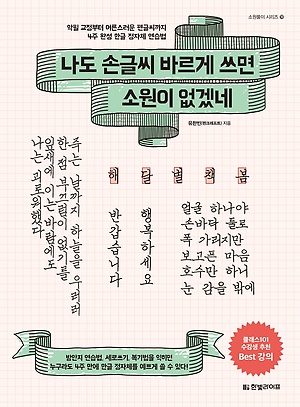 소원풀이 시리즈
악필 교정부터 어른스러운 펜글씨까지
4주 완성 한글 정자체 연습법
나도 손글씨 바르게 쓰면
소원이 없겠네
유한빈(펜크래프트) 지음
죽는 날까지 하늘을 우러러
한 점 부끄럼이 없기를
잎새에 이는 바람에도
나는 괴로워했다
해 달 별 책 봄
반갑습니다
행복하세요
얼굴 하나야
손바닥 둘로
폭 가리지만
보고픈 마음
호수만 하니
눈 감을 밖에
클래스101
수강생 추천
Best 강의
방안지 연습법, 세로쓰기, 복기법을 익히면
누구라도 4주 만에 한글 정자체를 예쁘게 쓸 수 있다!
한빛라이프